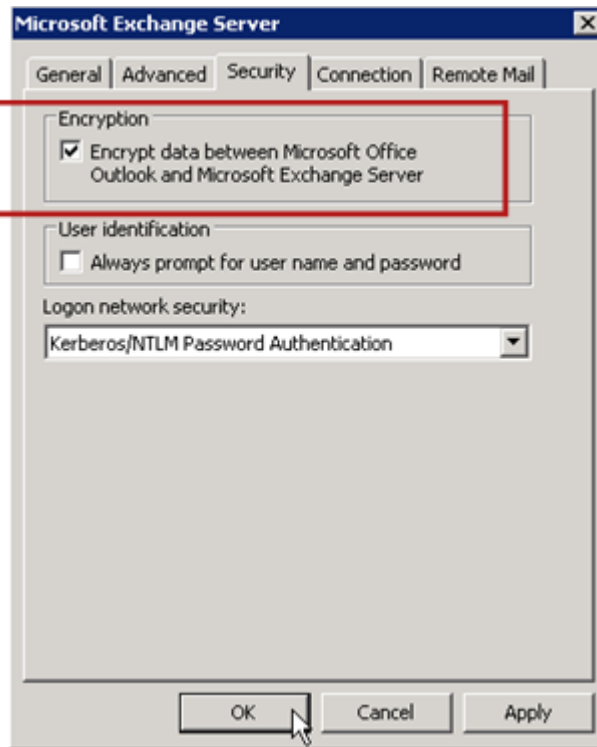 Microsoft Exchange Server
General Advanced Security Connection Remote Mail
Encryption
Encrypt data between Microsoft Office
Outlook and Microsoft Exchange Server
User identification
Always prompt for user name and password
Logon network security:
Kerberos/NTLM Password Authentication
OK Cancel Apply